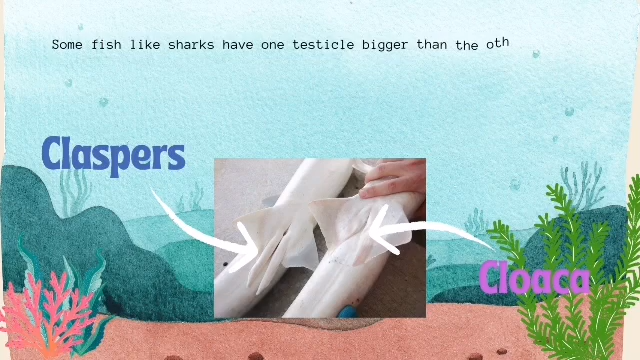 Some fish like sharks have one testicle bigger than the oth
Claspers
Cloaca